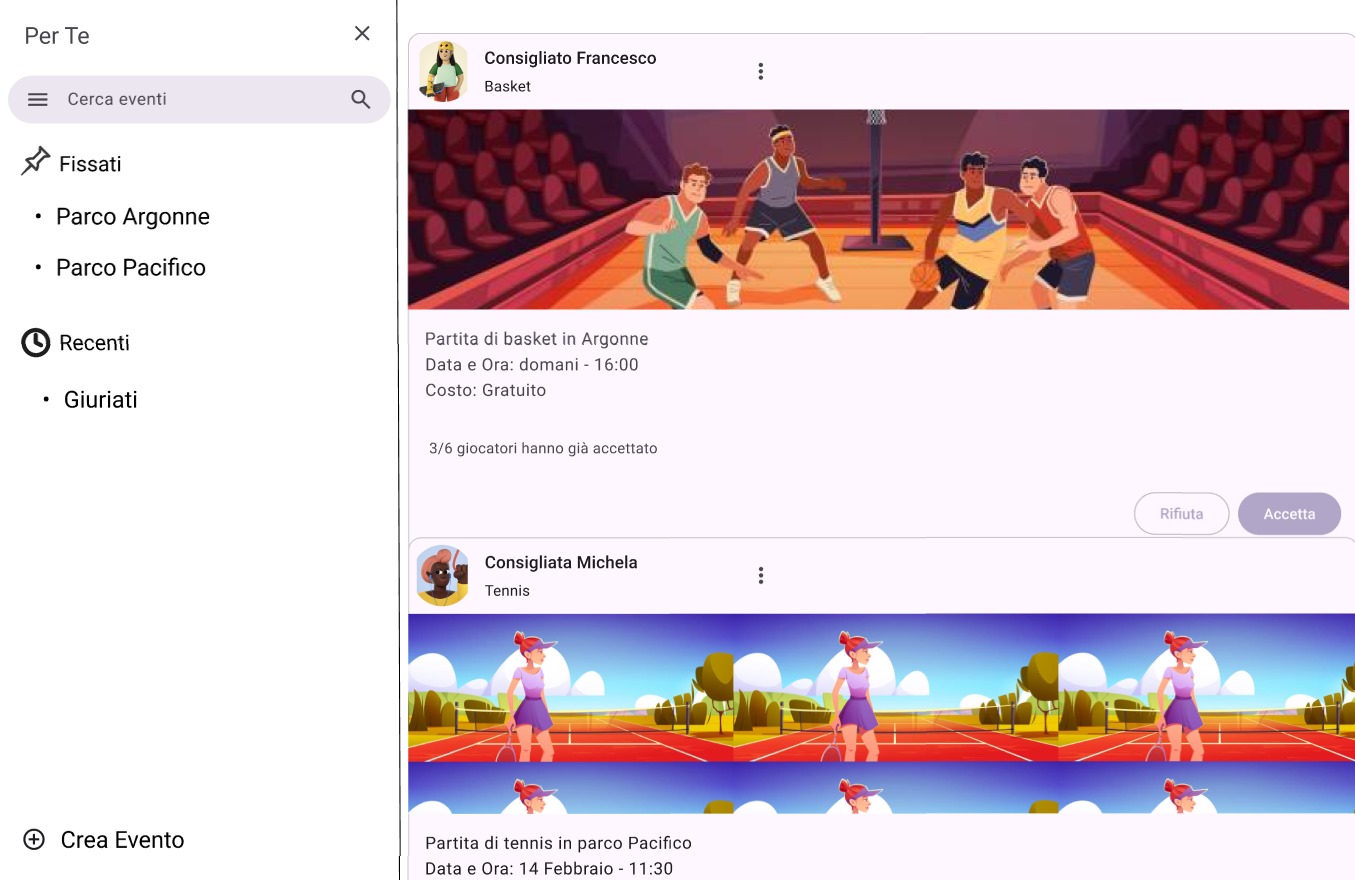 Per Te
Cerca eventi
Fissati
• Parco Argonne
• Parco Pacifico
Recenti
• Giuriati
Crea Evento
Consigliato Francesco
Basket
Partita di basket in Argonne
Data e Ora: domani - 16:00
Costo: Gratuito
3/6 giocatori hanno già accettato
Rifiuta
Accetta
Consigliata Michela
Tennis
Partita di tennis in parco Pacifico
Data e Ora: 14 Febbraio - 11:30